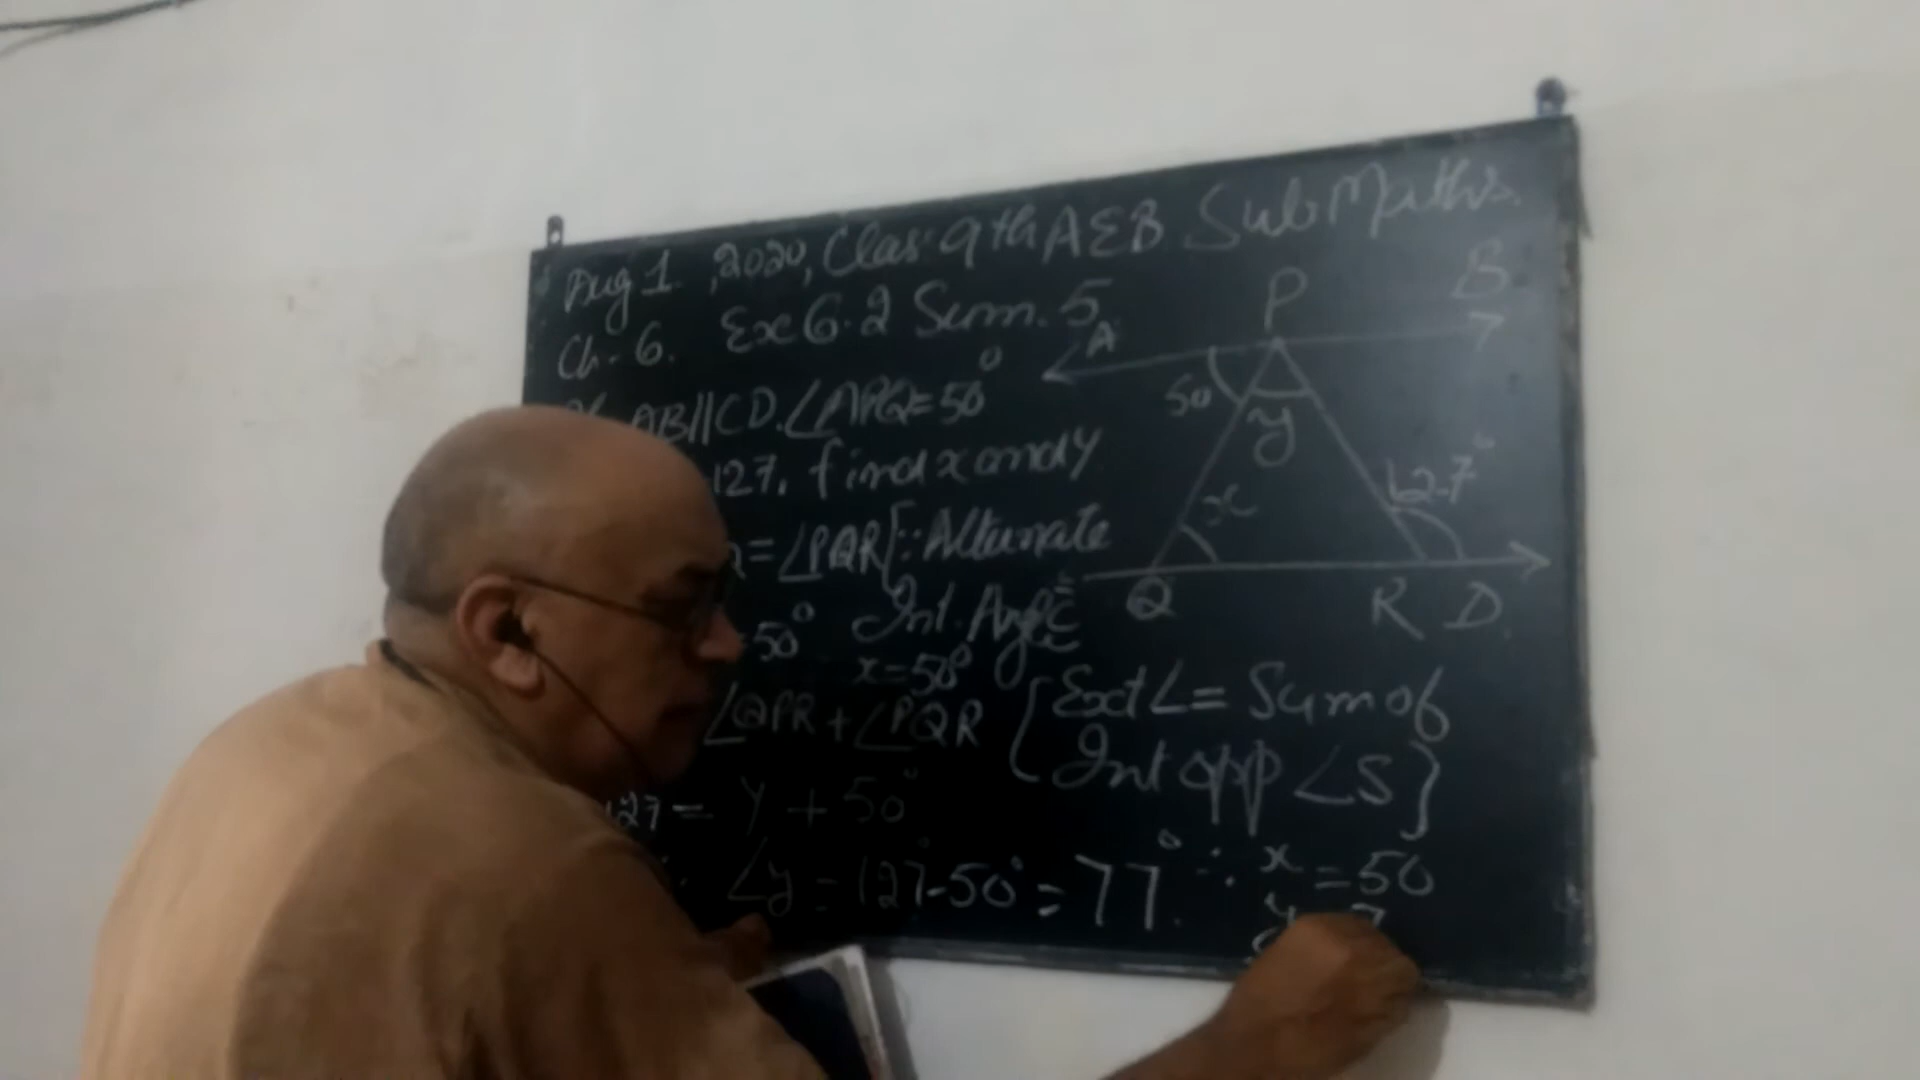 Aug 1, 2020, Clas: 9th A & B Sub Maths
Ch-6. Ex 6.2 Sum. 5
AB//CD. ∠APQ=50°
127. find x and y
=∠PQR[∵Alternate
=50° Int. Angle
x=50°
∠QPR+∠PQR {Ext∠= Sum of
Int opp ∠S}
127= y + 50°
∠y = 127°-50° = 77°. ∴ x = 50
y = 7
P
B
A
50
y
127°
x
Q
R D